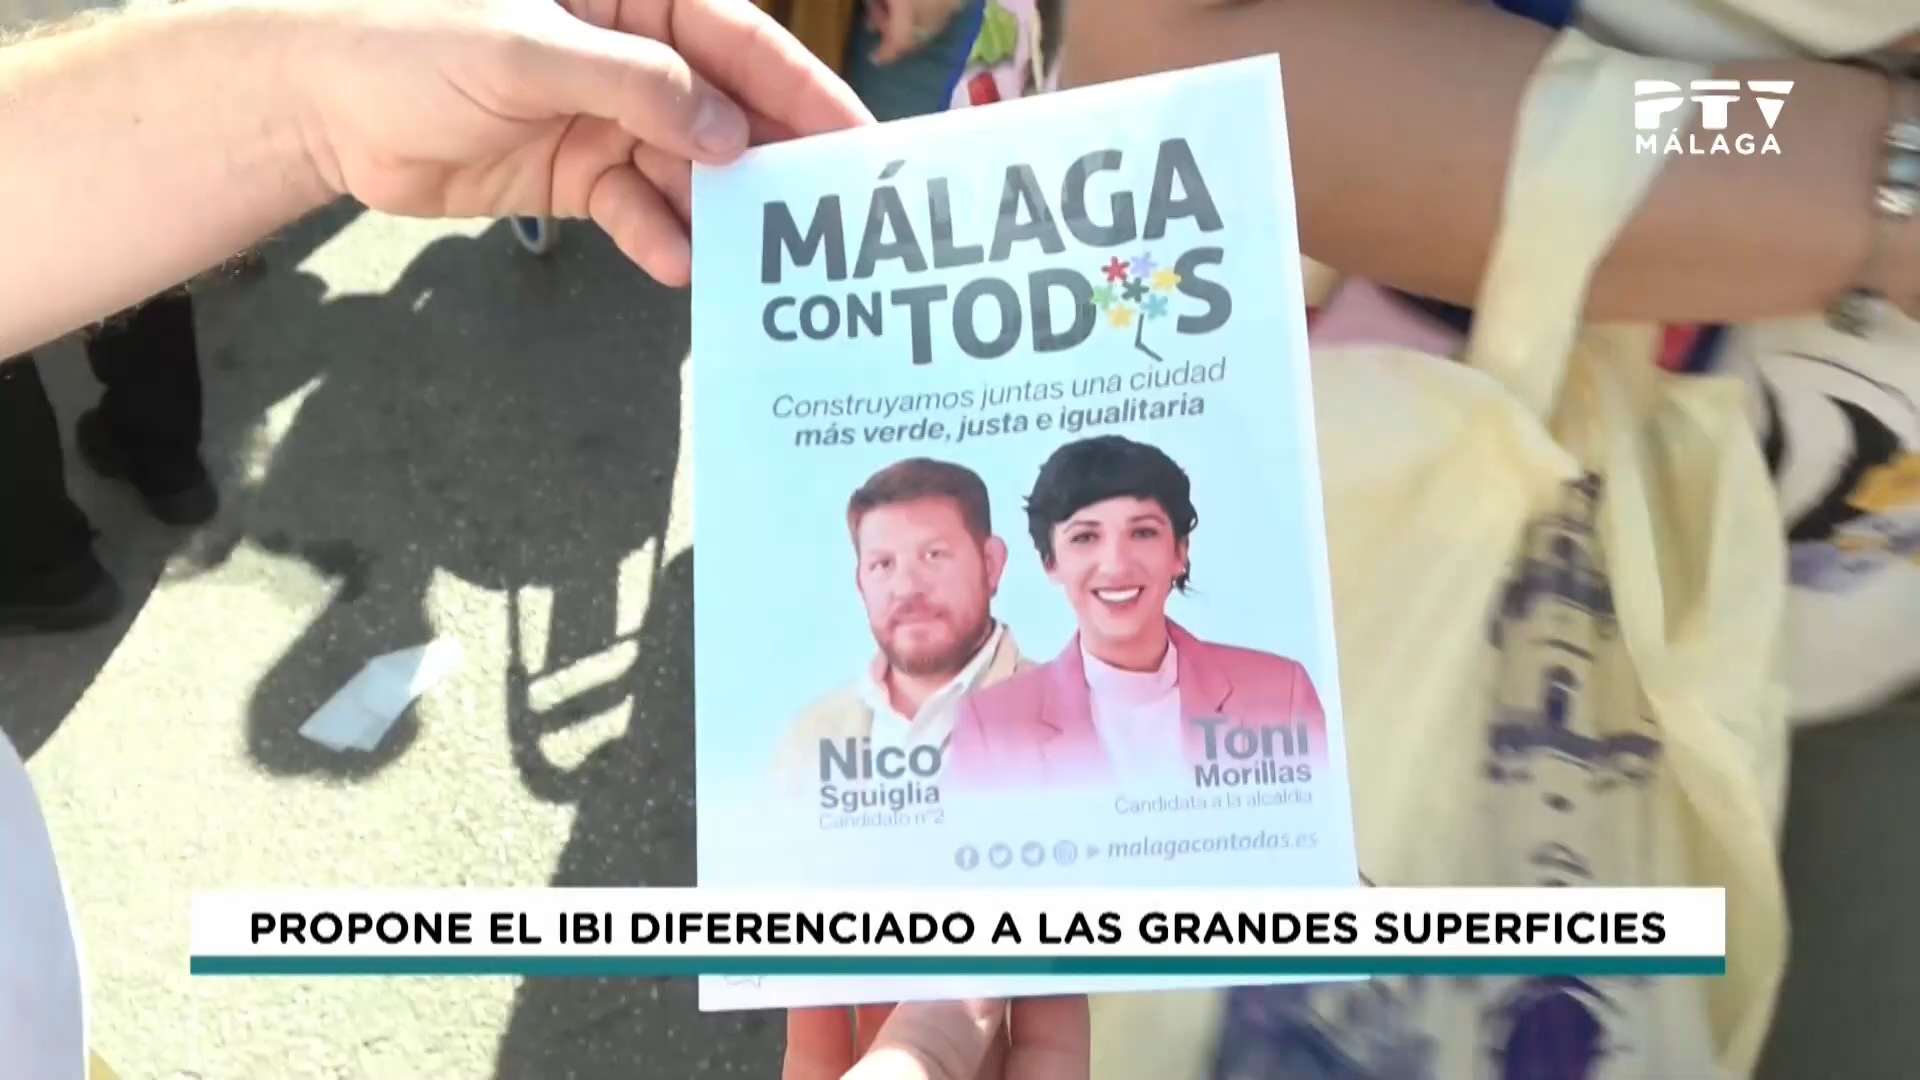 PTV
MÁLAGA
MÁLAGA
CON TODAS
Construyamos juntas una ciudad
más verde, justa e igualitaria
Nico
Sguiglia
Candidato nº2
Toni
Morillas
Candidata a la alcaldía
malagacontodas.es
PROPONE EL IBI DIFERENCIADO A LAS GRANDES SUPERFICIES